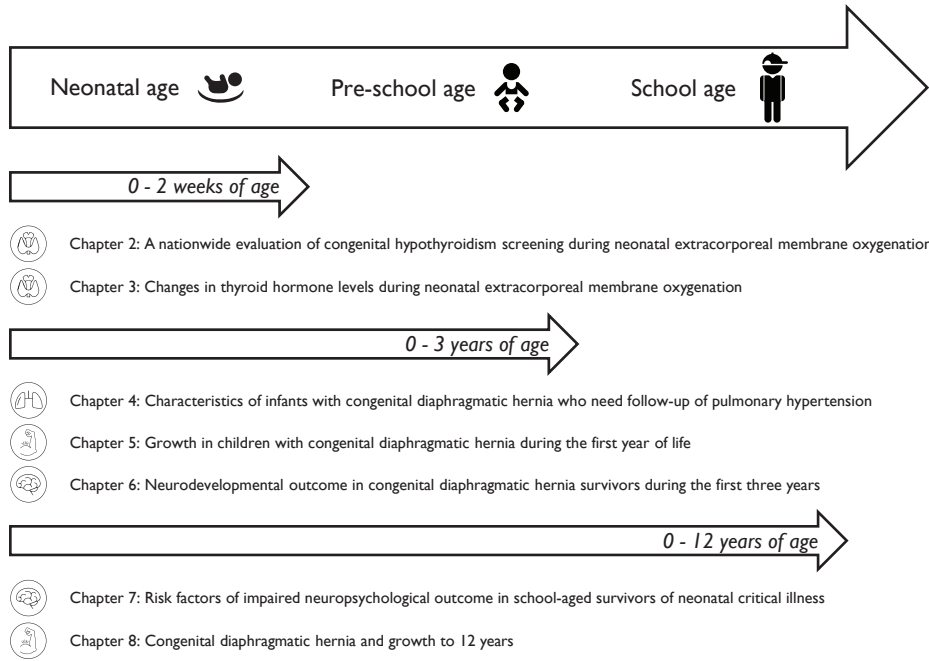 Neonatal age
Pre-school age
School age
0 - 2 weeks of age
Chapter 2: A nationwide evaluation of congenital hypothyroidism screening during neonatal extracorporeal membrane oxygenation
Chapter 3: Changes in thyroid hormone levels during neonatal extracorporeal membrane oxygenation
0 - 3 years of age
Chapter 4: Characteristics of infants with congenital diaphragmatic hernia who need follow-up of pulmonary hypertension
Chapter 5: Growth in children with congenital diaphragmatic hernia during the first year of life
Chapter 6: Neurodevelopmental outcome in congenital diaphragmatic hernia survivors during the first three years
0 - 12 years of age
Chapter 7: Risk factors of impaired neuropsychological outcome in school-aged survivors of neonatal critical illness
Chapter 8: Congenital diaphragmatic hernia and growth to 12 years